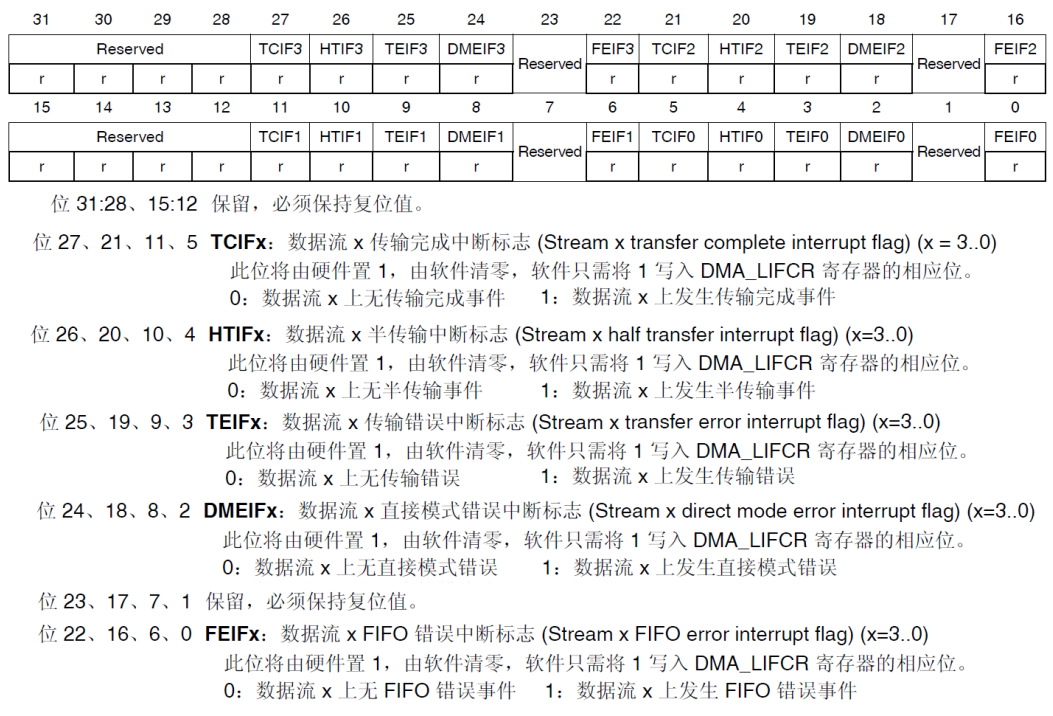 31 30 29 28 27 26 25 24 23 22 21 20 19 18 17 16
Reserved TCIF3 HTIF3 TEIF3 DMEIF3 Reserved FEIF3 TCIF2 HTIF2 TEIF2 DMEIF2 Reserved FEIF2
r r r r r r r r r r r r r r
15 14 13 12 11 10 9 8 7 6 5 4 3 2 1 0
Reserved TCIF1 HTIF1 TEIF1 DMEIF1 Reserved FEIF1 TCIF0 HTIF0 TEIF0 DMEIF0 Reserved FEIF0
r r r r r r r r r r r r r r
位 31:28、15:12 保留，必须保持复位值。
位 27、21、11、5 TCIFx：数据流 x 传输完成中断标志 (Stream x transfer complete interrupt flag) (x = 3..0)
此位将由硬件置 1，由软件清零，软件只需将 1 写入 DMA_LIFCR 寄存器的相应位。
0：数据流 x 上无传输完成事件 1：数据流 x 上发生传输完成事件
位 26、20、10、4 HTIFx：数据流 x 半传输中断标志 (Stream x half transfer interrupt flag) (x=3..0)
此位将由硬件置 1，由软件清零，软件只需将 1 写入 DMA_LIFCR 寄存器的相应位。
0：数据流 x 上无半传输事件 1：数据流 x 上发生半传输事件
位 25、19、9、3 TEIFx：数据流 x 传输错误中断标志 (Stream x transfer error interrupt flag) (x=3..0)
此位将由硬件置 1，由软件清零，软件只需将 1 写入 DMA_LIFCR 寄存器的相应位。
0：数据流 x 上无传输错误 1：数据流 x 上发生传输错误
位 24、18、8、2 DMEIFx：数据流 x 直接模式错误中断标志 (Stream x direct mode error interrupt flag) (x=3..0)
此位将由硬件置 1，由软件清零，软件只需将 1 写入 DMA_LIFCR 寄存器的相应位。
0：数据流 x 上无直接模式错误 1：数据流 x 上发生直接模式错误
位 23、17、7、1 保留，必须保持复位值。
位 22、16、6、0 FEIFx：数据流 x FIFO 错误中断标志 (Stream x FIFO error interrupt flag) (x=3..0)
此位将由硬件置 1，由软件清零，软件只需将 1 写入 DMA_LIFCR 寄存器的相应位。
0：数据流 x 上无 FIFO 错误事件 1：数据流 x 上发生 FIFO 错误事件